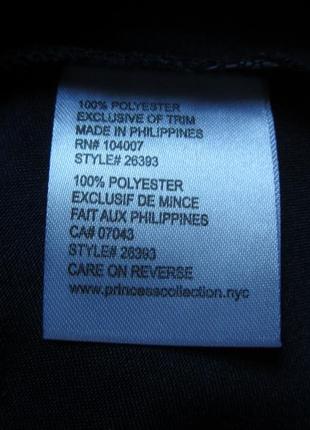 100% POLYESTER
EXCLUSIVE OF TRIM
MADE IN PHILIPPINES
RN# 104007
STYLE# 26393
100% POLYESTER
EXCLUSIF DE MINCE
FAIT AUX PHILIPPINES
CA# 07043
STYLE# 26393
CARE ON REVERSE
www.princesscollection.nyc